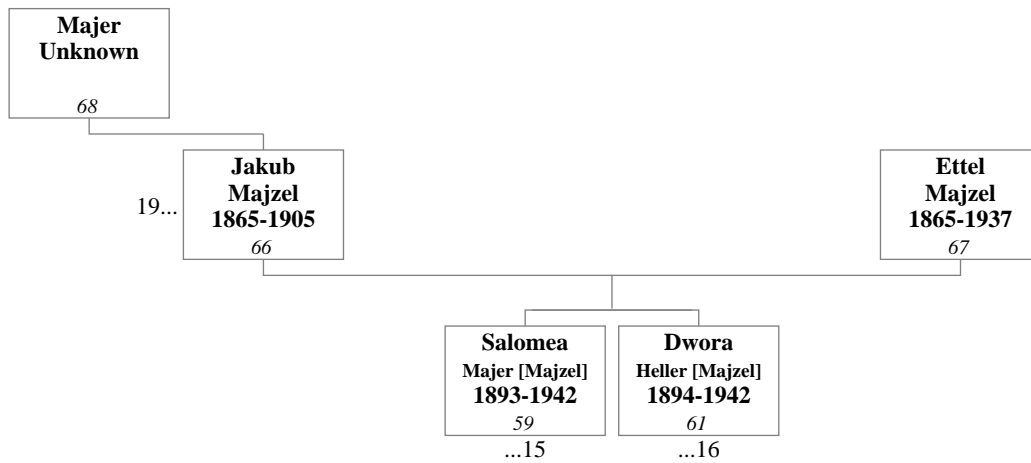 Majer
Unknown
68
19...
Jakub
Majzel
1865-1905
66
Ettel
Majzel
1865-1937
67
Salomea
Majer [Majzel]
1893-1942
59
...15
Dwora
Heller [Majzel]
1894-1942
61
...16